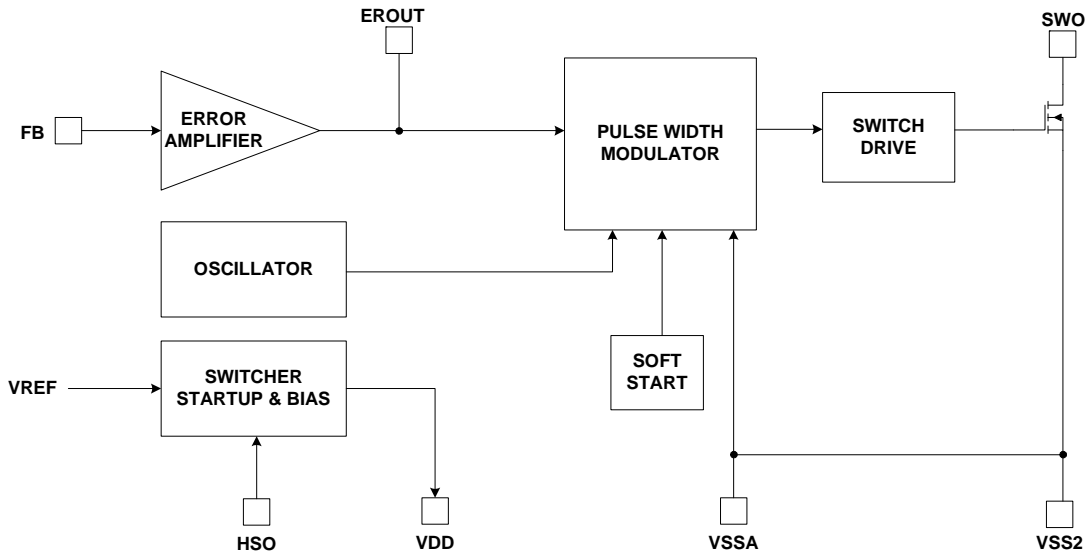 EROUT
SWO
FB
ERROR
AMPLIFIER
PULSE WIDTH
MODULATOR
SWITCH
DRIVE
OSCILLATOR
SOFT
START
VREF
SWITCHER
STARTUP & BIAS
HSO
VDD
VSSA
VSS2